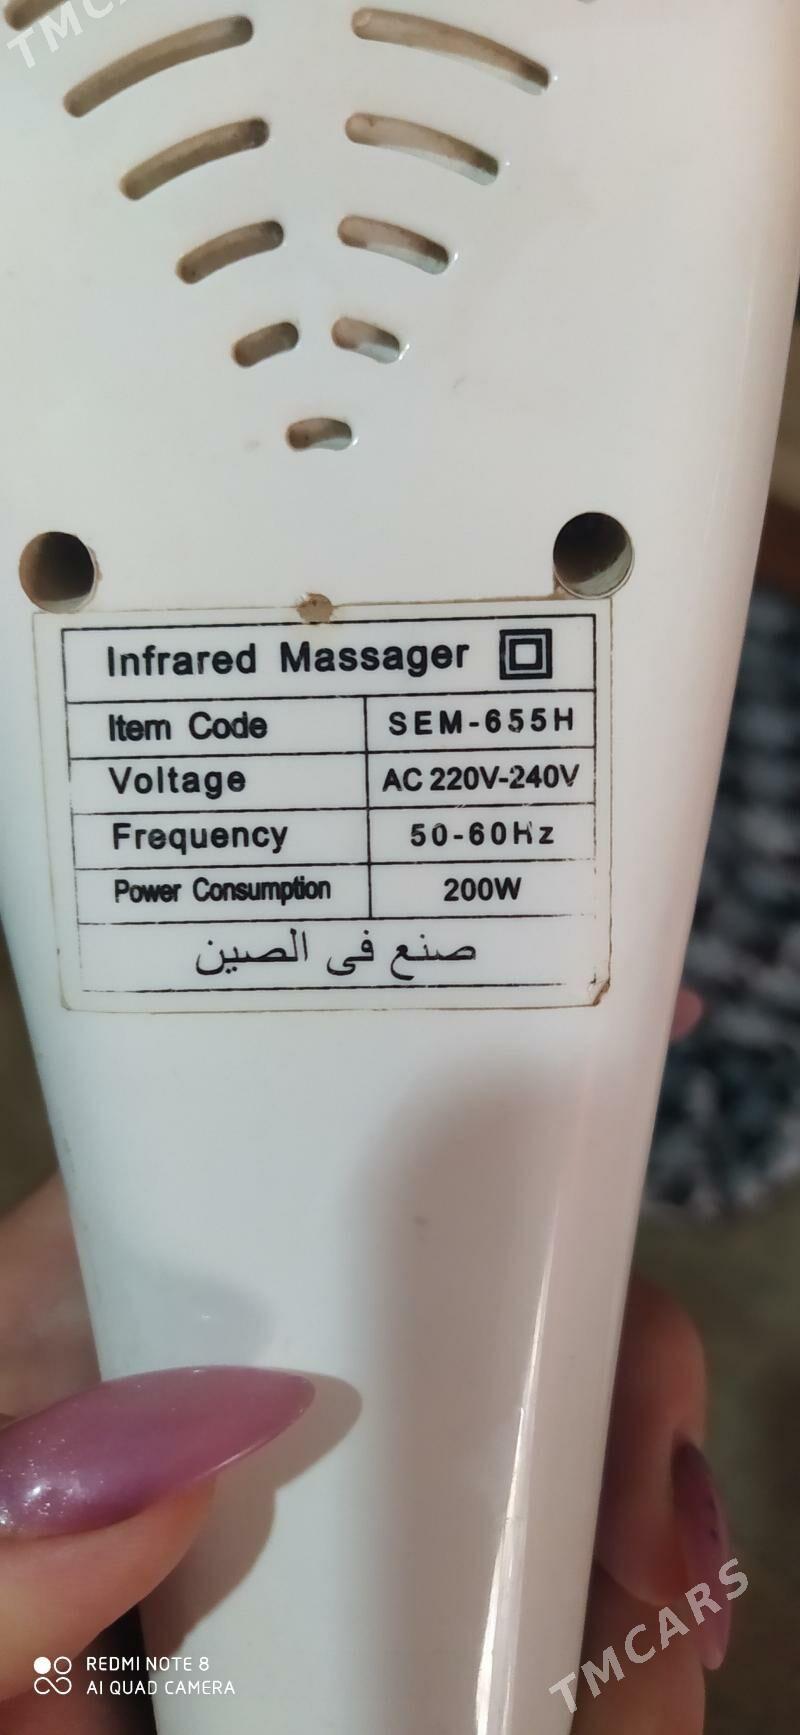 TMCARS
Infrared Massager
Item Code SEM-655H
Voltage AC 220V-240V
Frequency 50-60Hz
Power Consumption 200W
صنع فى الصين
TMCARS
REDMI NOTE 8
AI QUAD CAMERA